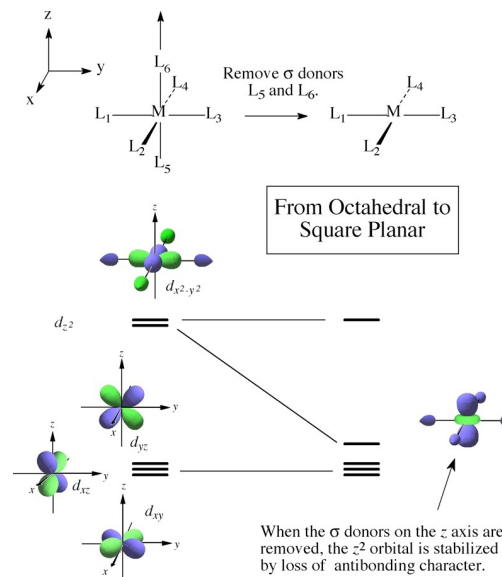 z
y
x
L6
L4
L1
M
L3
L2
L5
Remove σ donors
L5 and L6.
L4
L1
M
L3
L2
From Octahedral to
Square Planar
z
dx2-y2
dz2
z
y
x
dyz
z
y
x
dxz
z
y
dxy
When the σ donors on the z axis are
removed, the z2 orbital is stabilized
by loss of antibonding character.